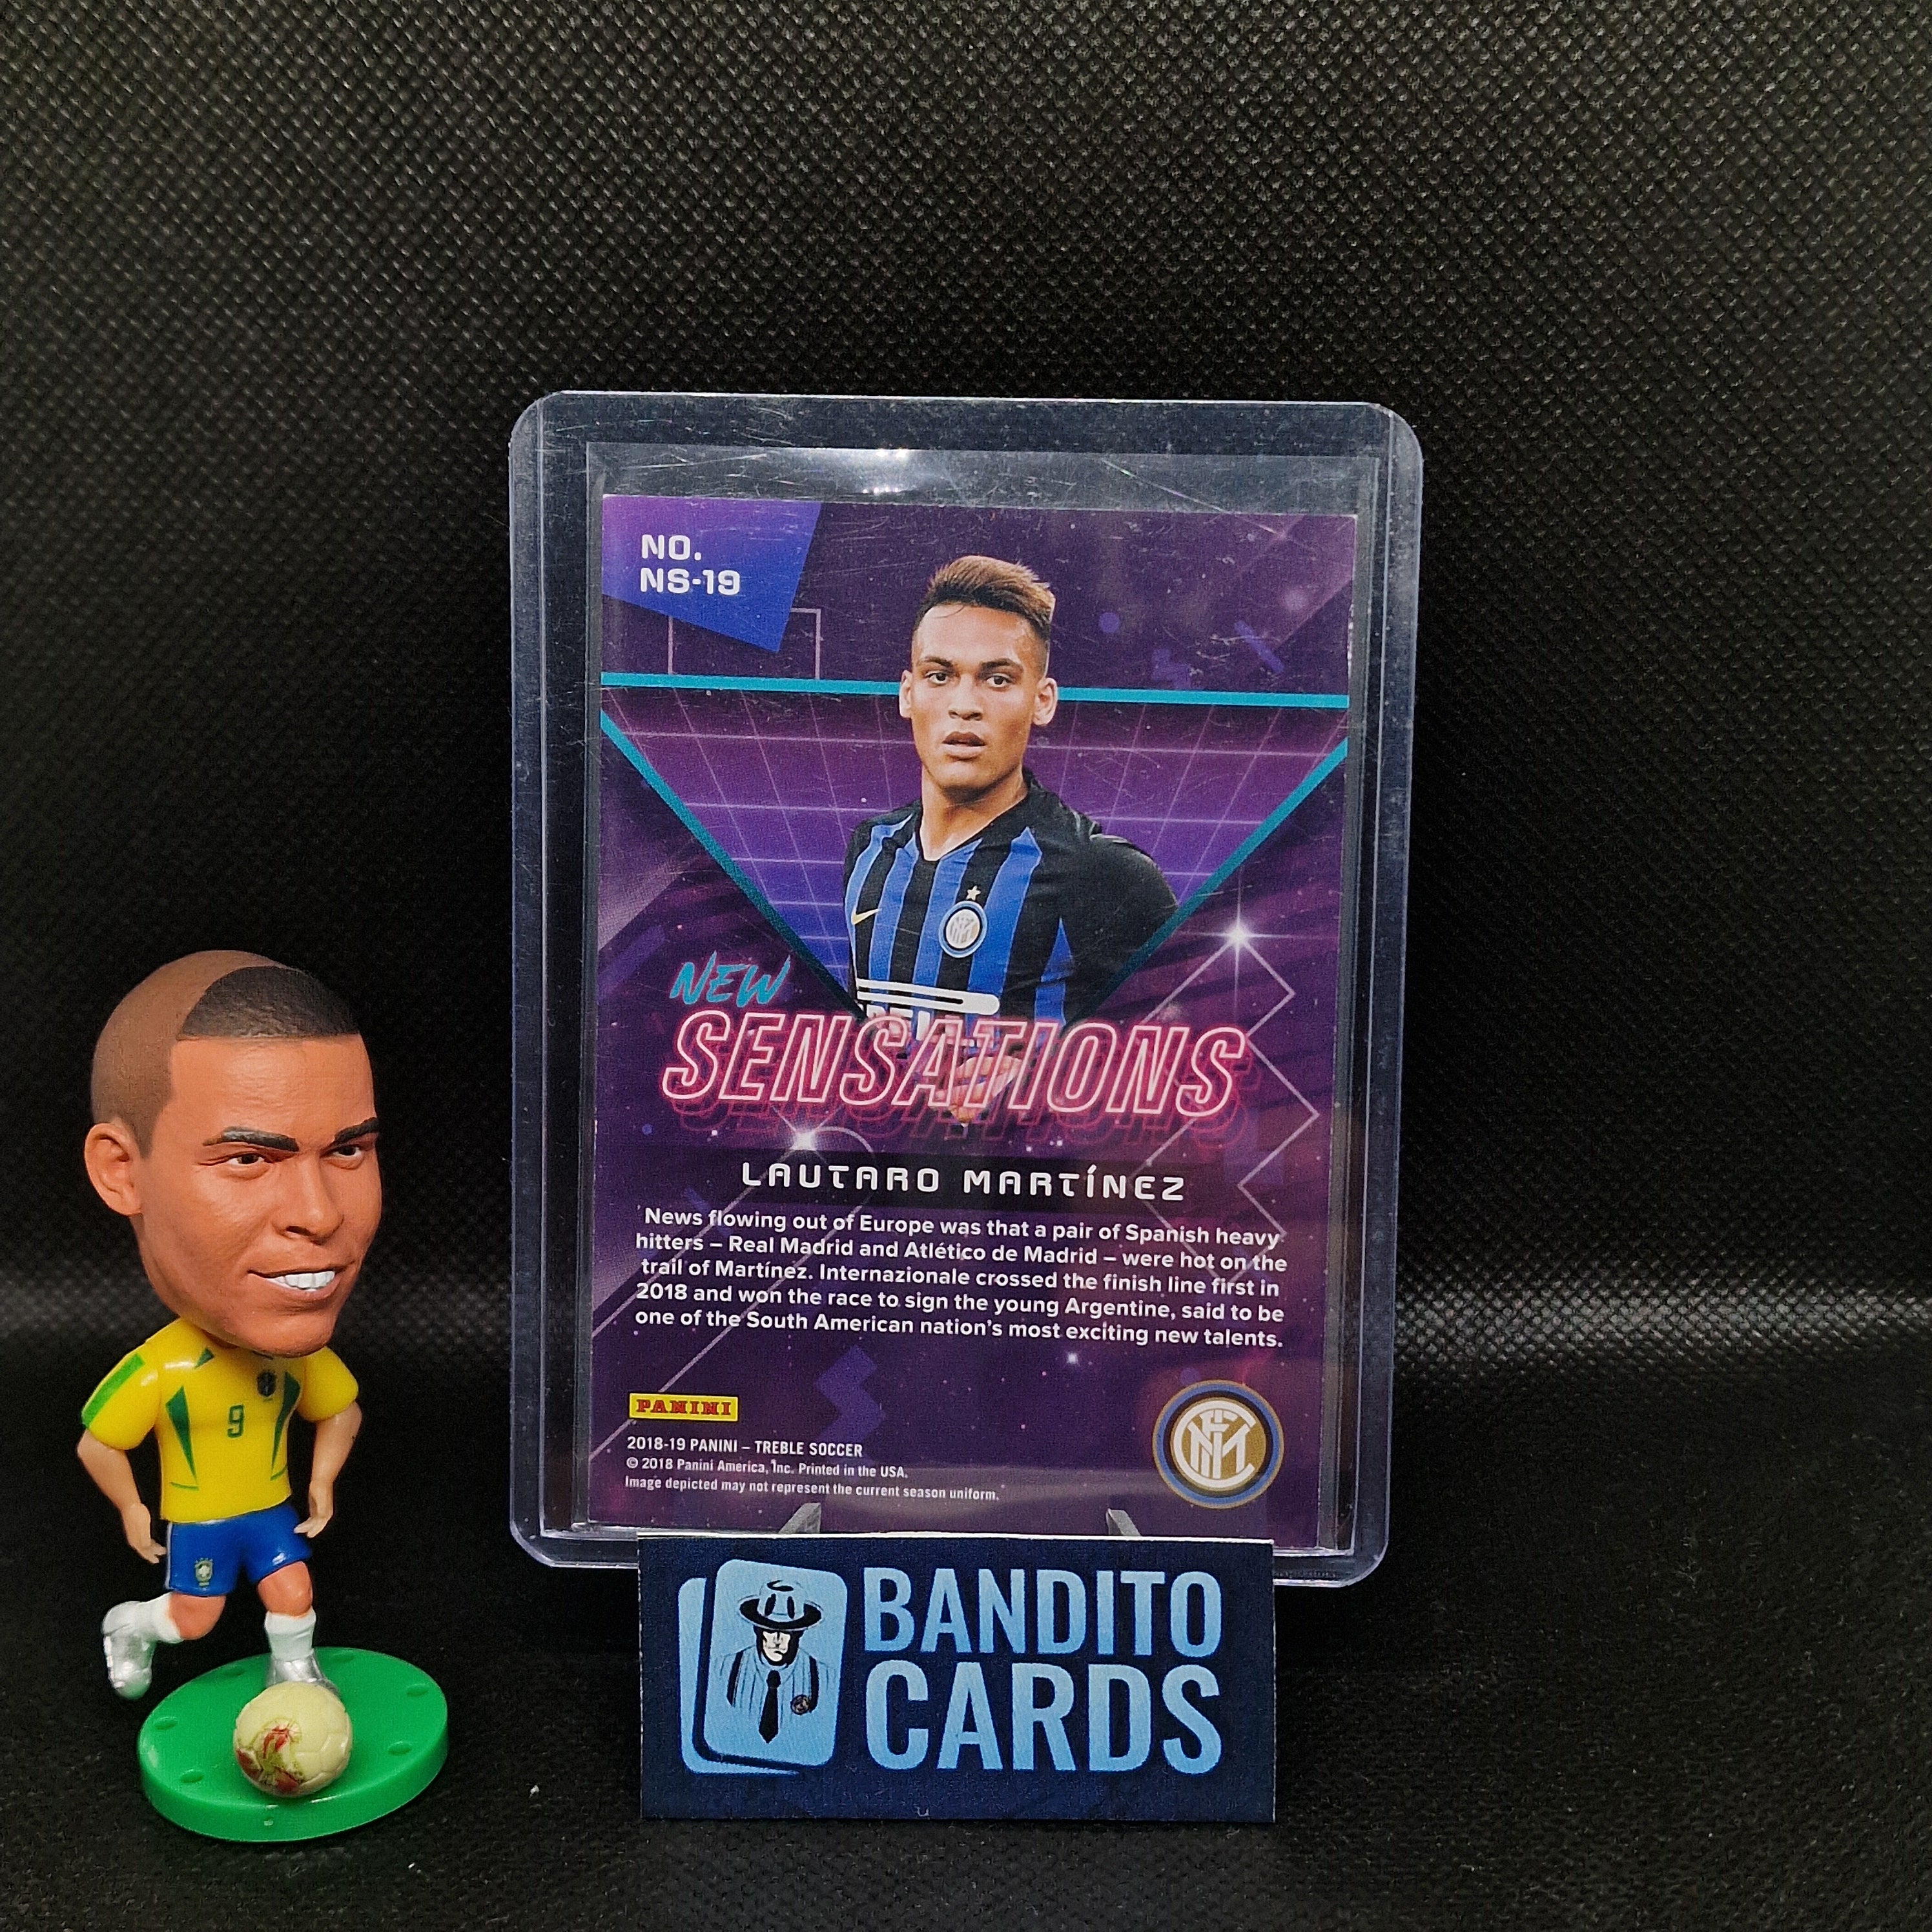 NO.
NS-19
NEW
SENSATIONS
LAUTARO MARTÍNEZ
News flowing out of Europe was that a pair of Spanish heavy
hitters – Real Madrid and Atlético de Madrid – were hot on the
trail of Martínez. Internazionale crossed the finish line first in
2018 and won the race to sign the young Argentine, said to be
one of the South American nation's most exciting new talents.
PANINI
2018-19 PANINI – TREBLE SOCCER
© 2018 Panini America, Inc. Printed in the USA.
Image depicted may not represent the current season uniform.
9
BANDITO
CARDS